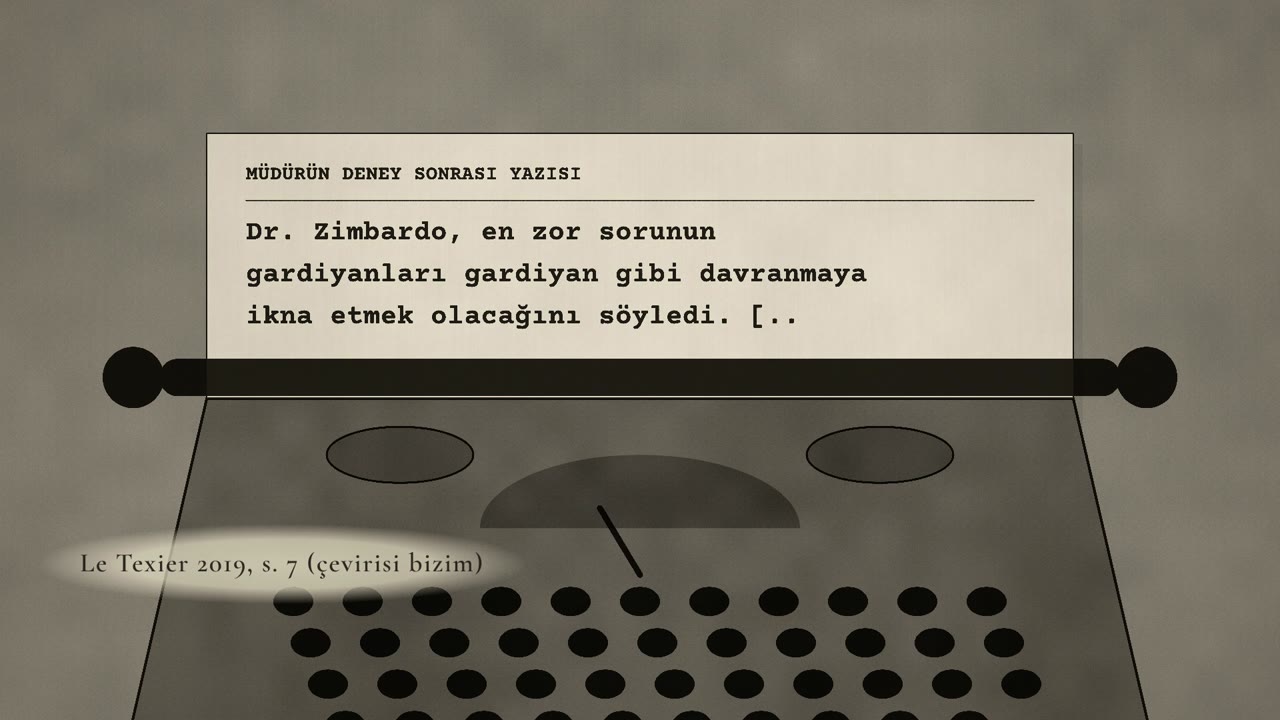 MÜDÜRÜN DENEY SONRASI YAZISI
Dr. Zimbardo, en zor sorunun
gardiyanları gardiyan gibi davranmaya
ikna etmek olacağını söyledi. [..
Le Texier 2019, s. 7 (çevirisi bizim)